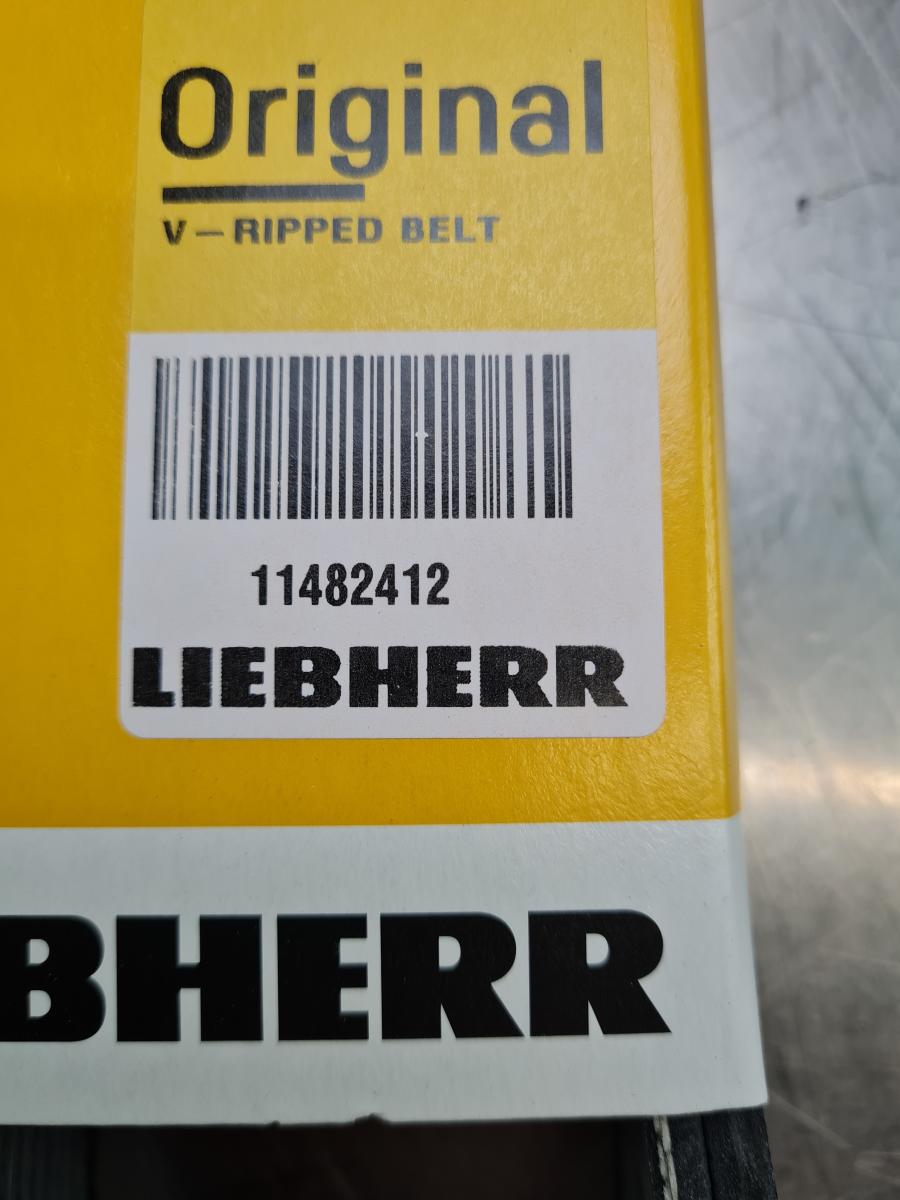 Original
V-RIPPED BELT
11482412
LIEBHERR
BHERR